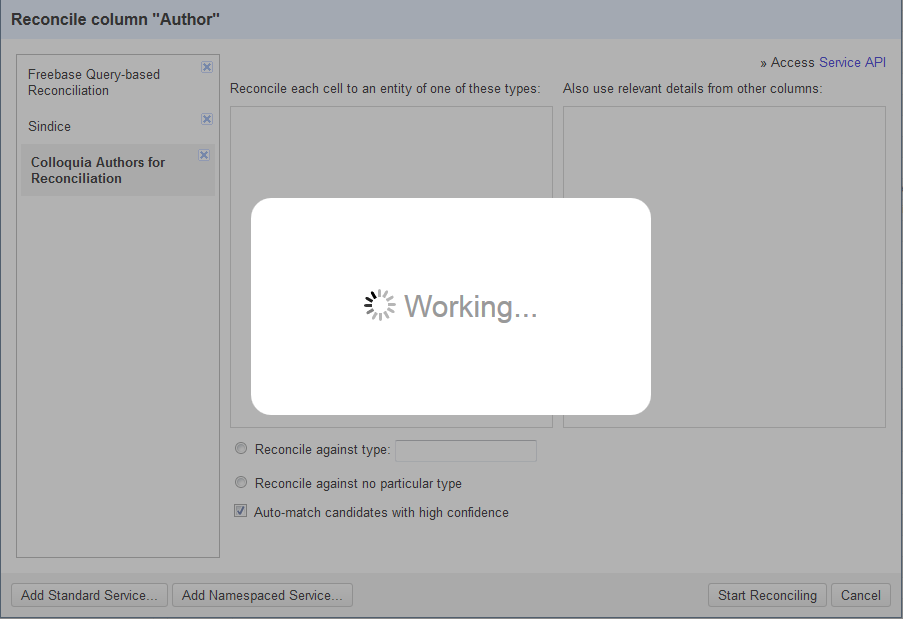 Reconcile column "Author"
Freebase Query-based
Reconciliation
Sindice
Colloquia Authors for
Reconciliation
» Access Service API
Reconcile each cell to an entity of one of these types:
Also use relevant details from other columns:
Working...
Reconcile against type:
Reconcile against no particular type
Auto-match candidates with high confidence
Add Standard Service...
Add Namespaced Service...
Start Reconciling
Cancel